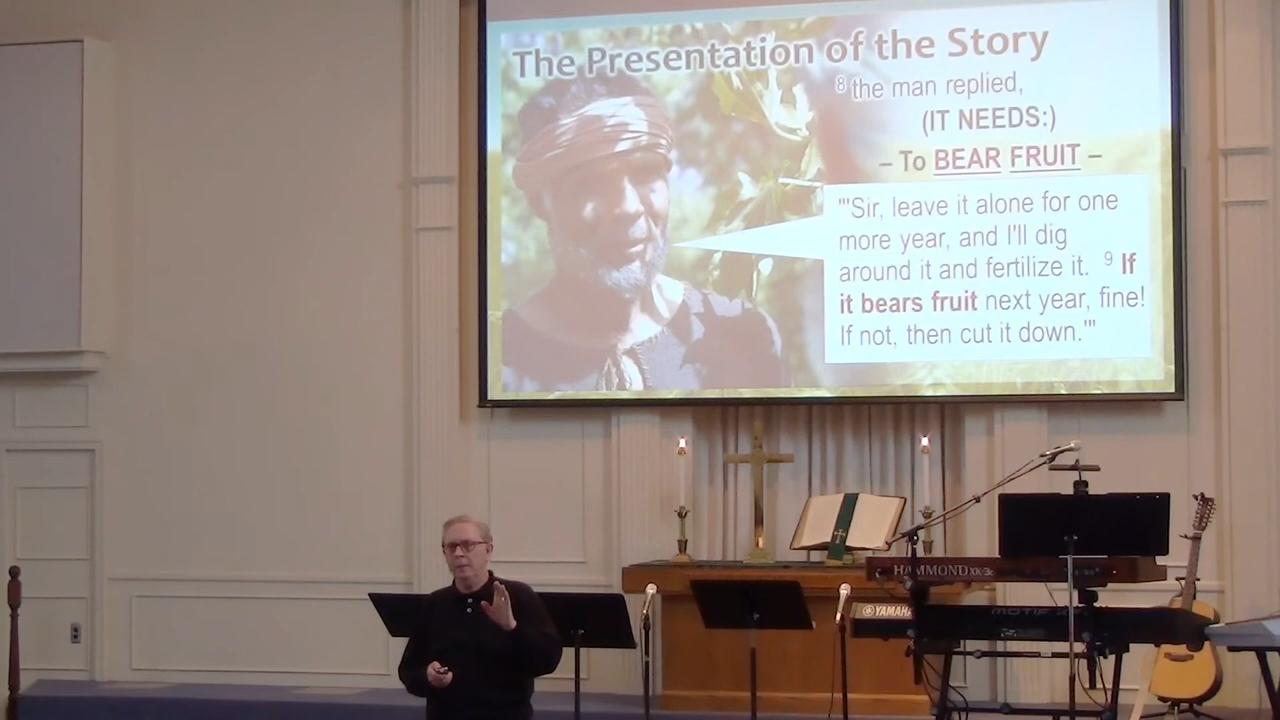 The Presentation of the Story
8 the man replied,
(IT NEEDS:)
– To BEAR FRUIT –
"'Sir, leave it alone for one
more year, and I'll dig
around it and fertilize it. 9 If
it bears fruit next year, fine!
If not, then cut it down.'"
HAMMOND XK-3c
YAMAHA
MOTIF